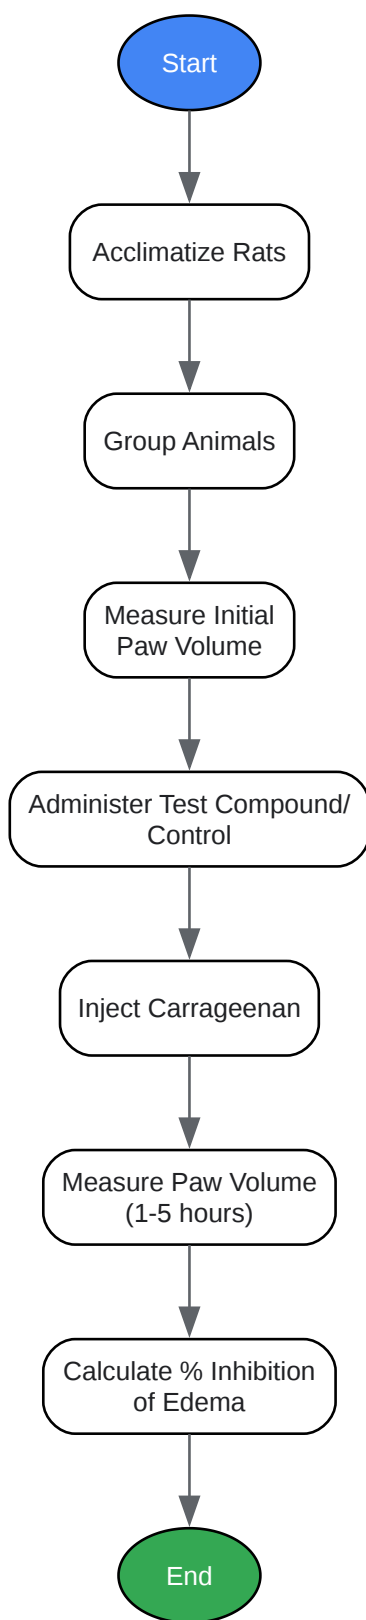 Start
Acclimatize Rats
Group Animals
Measure Initial
Paw Volume
Administer Test Compound/
Control
Inject Carrageenan
Measure Paw Volume
(1-5 hours)
Calculate % Inhibition
of Edema
End